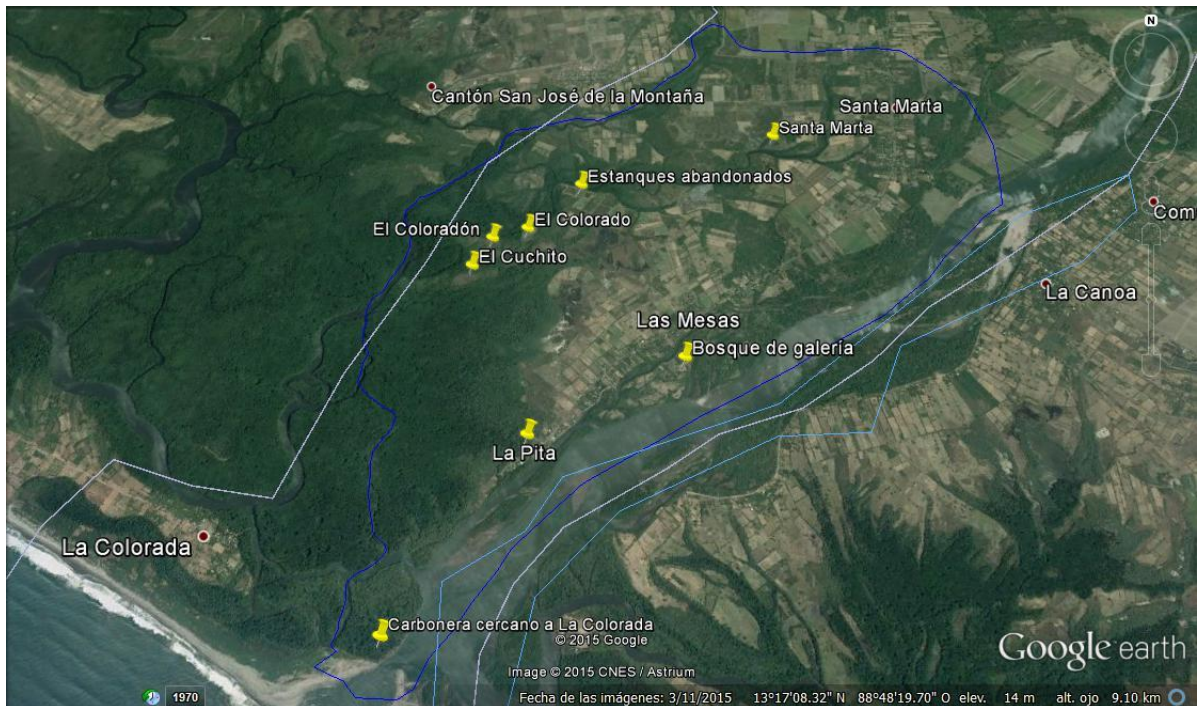 N
Cantón San José de la Montaña
Santa Marta
Santa Marta
Estanques abandonados
Com
El Colorado
El Coloradón
El Cuchito
La Canoa
Las Mesas
Bosque de galería
La Pita
La Colorada
Carbonera cercano a La Colorada
© 2015 Google
Google earth
Image © 2015 CNES / Astrium
1970
Fecha de las imágenes: 3/11/2015 13°17'08.32" N 88°48'19.70" O elev. 14 m alt. ojo 9.10 km